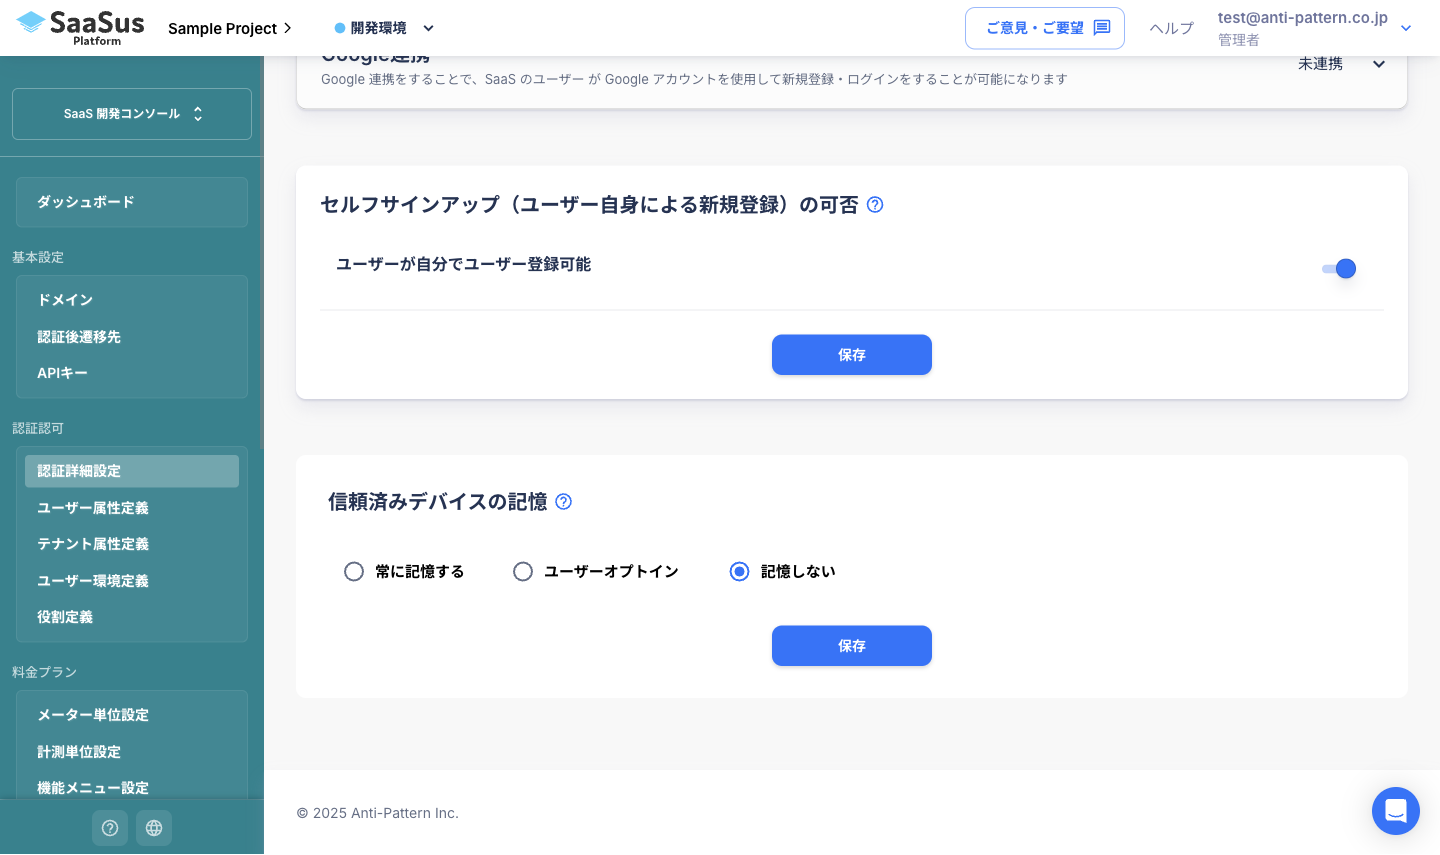 SaaSus
Platform
Sample Project
開発環境
ご意見・ご要望
ヘルプ
test@anti-pattern.co.jp
管理者
SaaS 開発コンソール
ダッシュボード
基本設定
ドメイン
認証後遷移先
APIキー
認証認可
認証詳細設定
ユーザー属性定義
テナント属性定義
ユーザー環境定義
役割定義
料金プラン
メーター単位設定
計測単位設定
機能メニュー設定
Google連携
Google 連携をすることで、SaaS のユーザー が Google アカウントを使用して新規登録・ログインをすることが可能になります
未連携
セルフサインアップ（ユーザー自身による新規登録）の可否
ユーザーが自分でユーザー登録可能
保存
信頼済みデバイスの記憶
常に記憶する
ユーザーオプトイン
記憶しない
保存
© 2025 Anti-Pattern Inc.